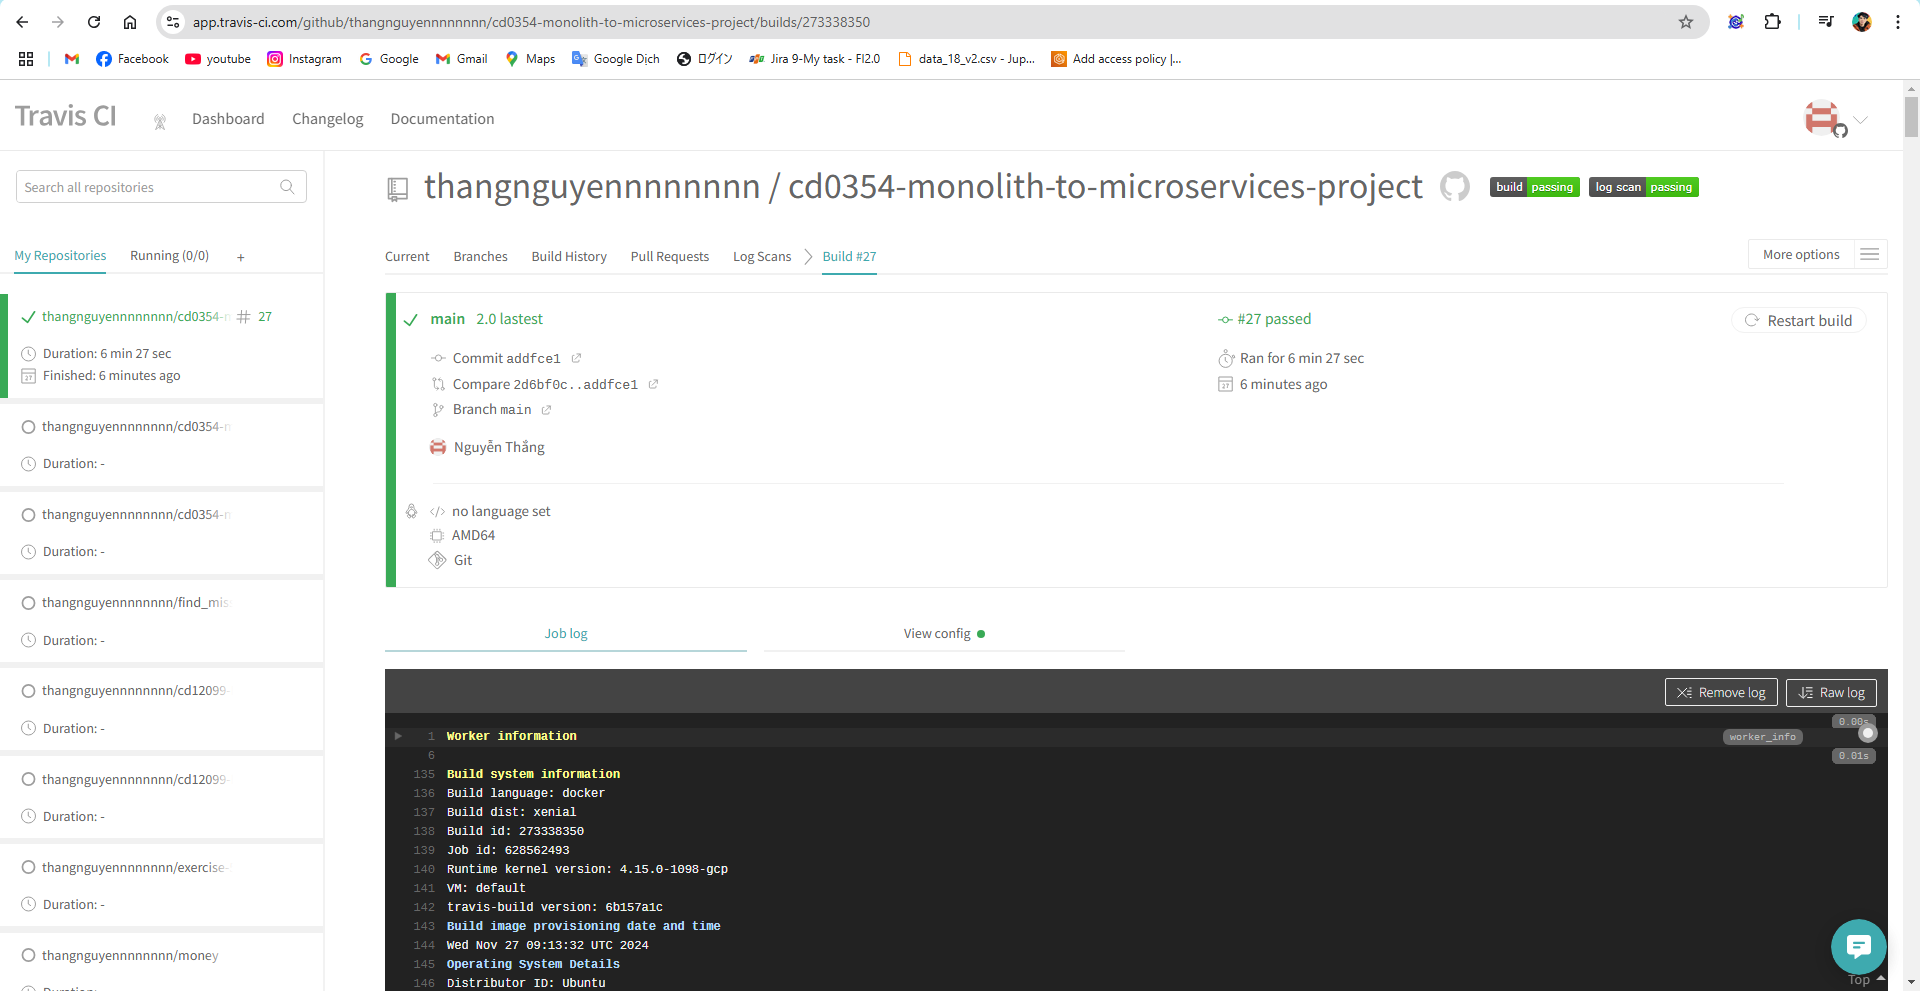 app.travis-ci.com/github/thangnguyennnnnnnn/cd0354-monolith-to-microservices-project/builds/273338350
Facebook youtube Instagram Google Gmail Maps Google Dịch ログイン Jira 9-My task - FI2.0 data_18_v2.csv - Jup... Add access policy |...
Travis CI Dashboard Changelog Documentation
Search all repositories
My Repositories Running (0/0) +
thangnguyennnnnnnn/cd0354- # 27
Duration: 6 min 27 sec
Finished: 6 minutes ago
thangnguyennnnnnnn/cd0354-
Duration: -
thangnguyennnnnnnn/cd0354-
Duration: -
thangnguyennnnnnnn/find_mis
Duration: -
thangnguyennnnnnnn/cd12099-
Duration: -
thangnguyennnnnnnn/cd12099-
Duration: -
thangnguyennnnnnnn/exercise-
Duration: -
thangnguyennnnnnnn/money
Duration: -
thangnguyennnnnnnn / cd0354-monolith-to-microservices-project build passing log scan passing
Current Branches Build History Pull Requests Log Scans Build #27 More options
main 2.0 lastest
Commit addfce1
Compare 2d6bf0c..addfce1
Branch main
Nguyễn Thắng
#27 passed
Ran for 6 min 27 sec
27 6 minutes ago
Restart build
</> no language set
AMD64
Git
Job log View config
Remove log Raw log
1 Worker information worker_info 0.00s
6 0.01s
135 Build system information
136 Build language: docker
137 Build dist: xenial
138 Build id: 273338350
139 Job id: 628562493
140 Runtime kernel version: 4.15.0-1098-gcp
141 VM: default
142 travis-build version: 6b157a1c
143 Build image provisioning date and time
144 Wed Nov 27 09:13:32 UTC 2024
145 Operating System Details
146 Distributor ID: Ubuntu
Top